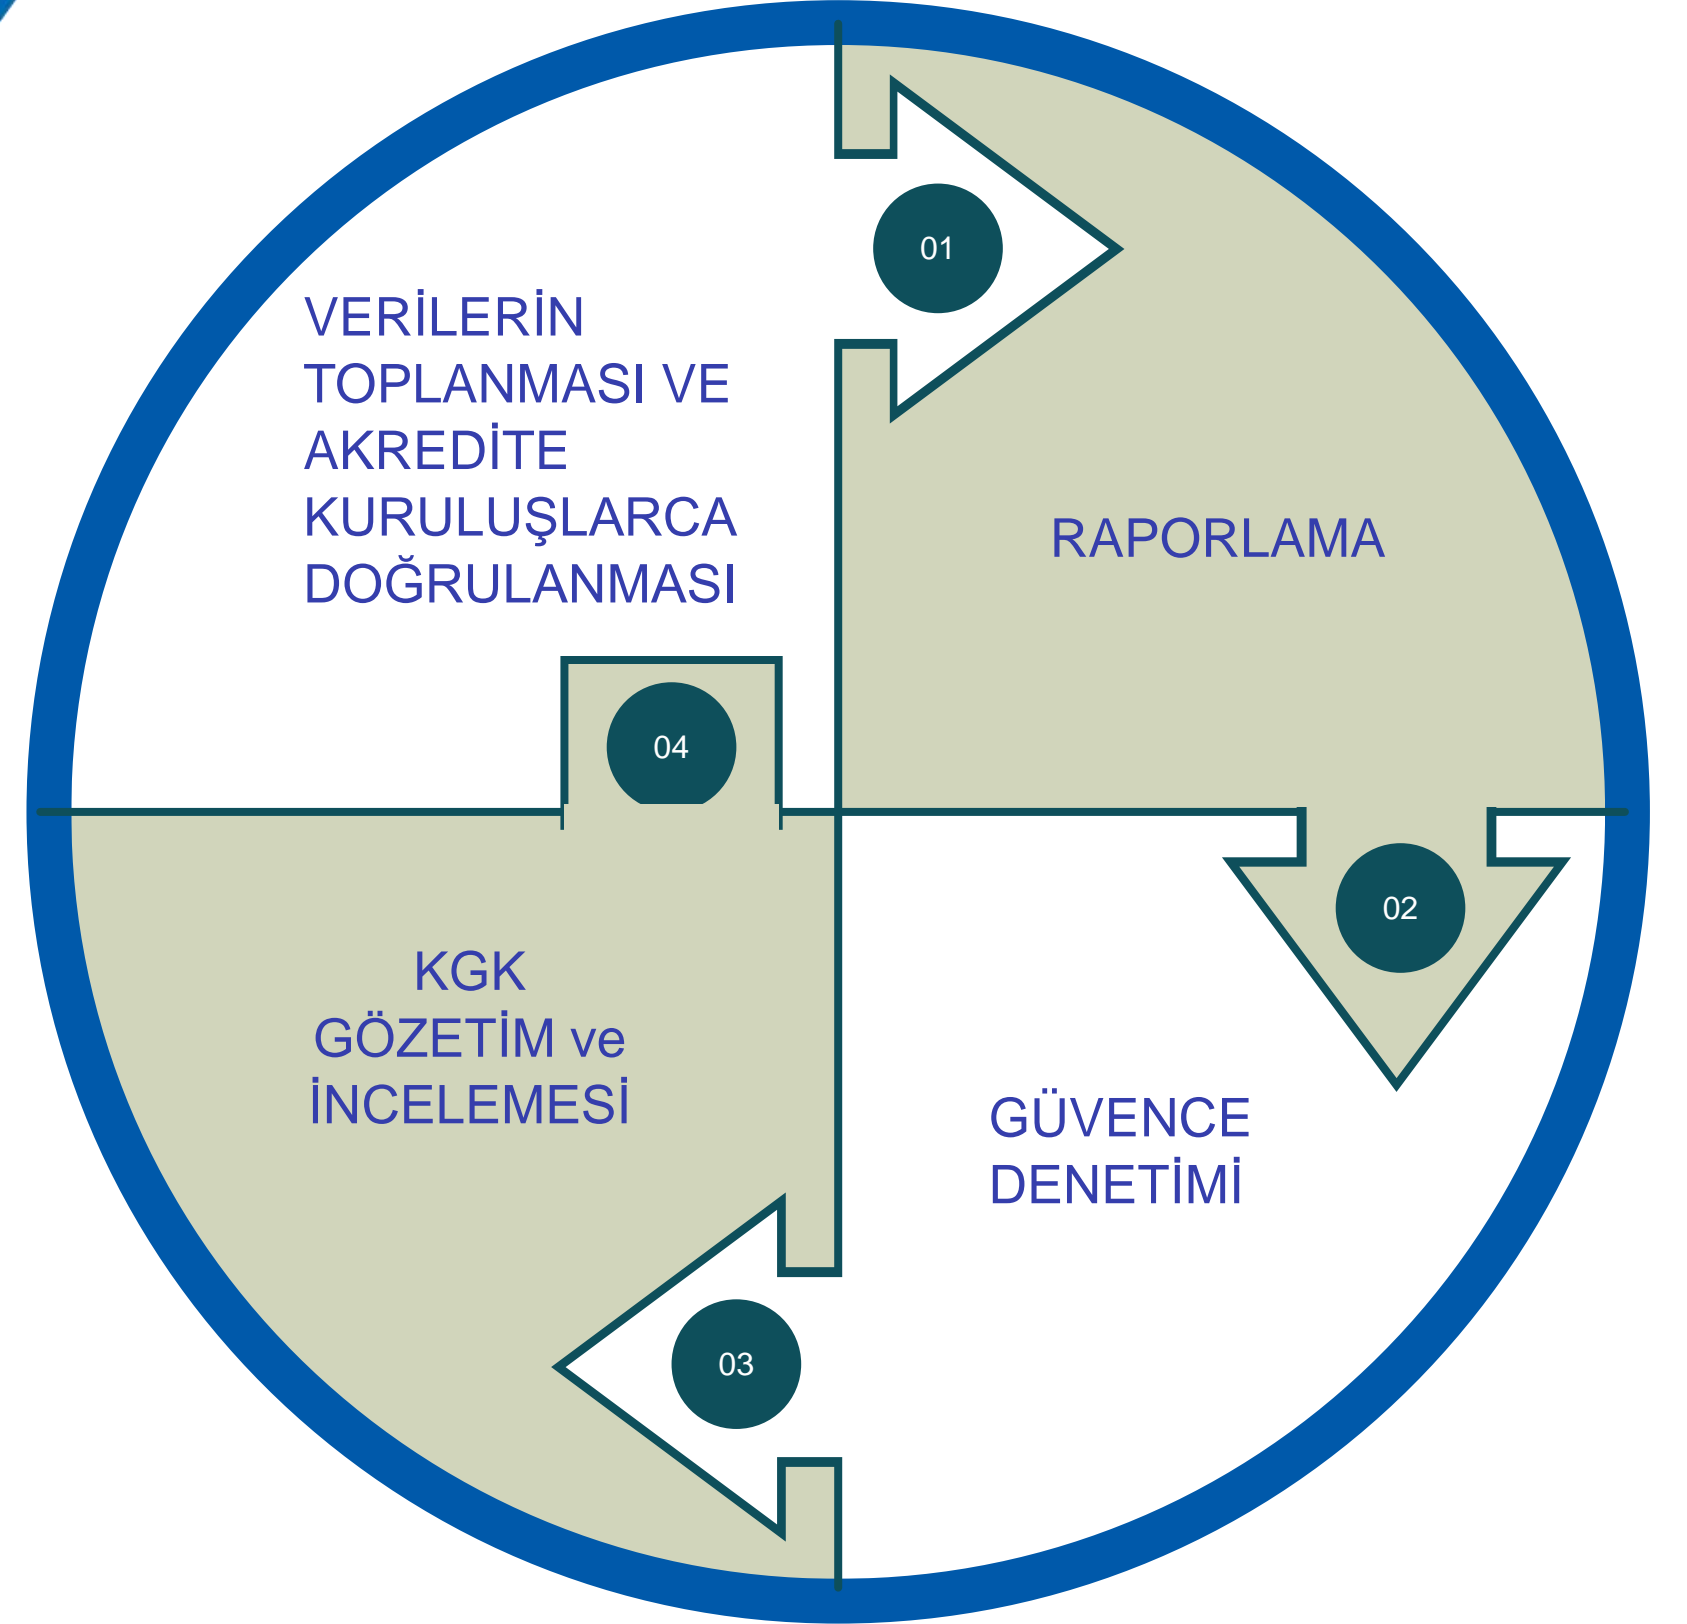 VERİLERİN
TOPLANMASI VE
AKREDİTE
KURULUŞLARCA
DOĞRULANMASI
01
RAPORLAMA
02
GÜVENCE
DENETİMİ
03
KGK
GÖZETİM ve
İNCELEMESİ
04